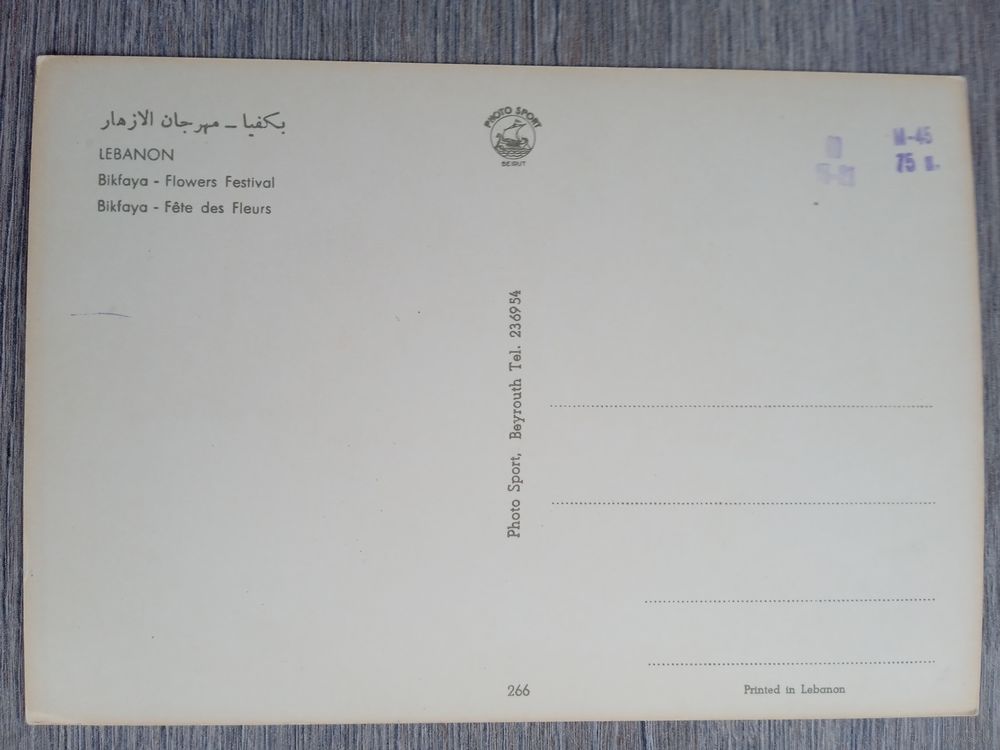 بكفيا ـ مهرجان الازهار
LEBANON
Bikfaya - Flowers Festival
Bikfaya - Fête des Fleurs
PHOTO SPORT
BEIRUT
M-45
75
Photo Sport, Beyrouth Tel. 236954
266
Printed in Lebanon